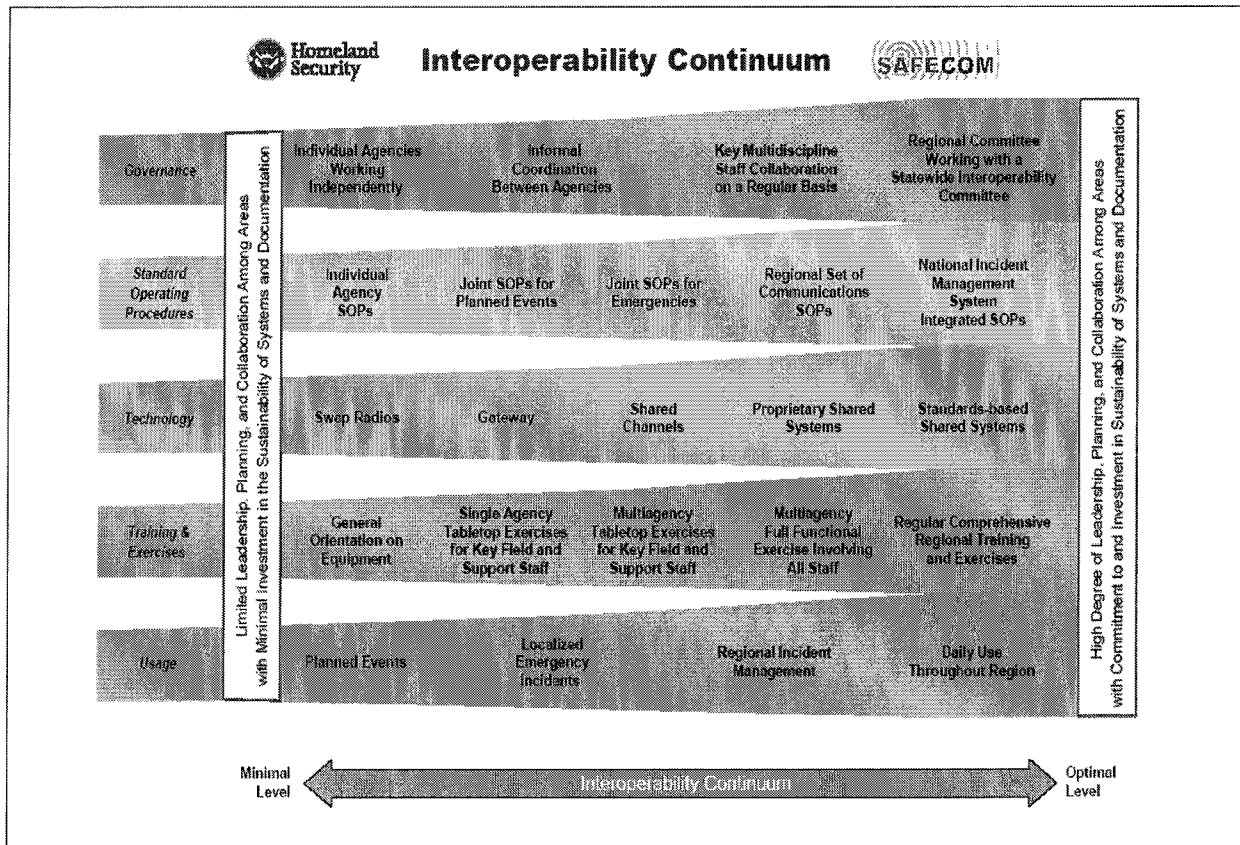 Homeland
Security
Interoperability Continuum
SAFECOM
Limited Leadership, Planning, and Collaboration Among Areas
with Minimal Investment in the Sustainability of Systems and Documentation
High Degree of Leadership, Planning, and Collaboration Among Areas
with Commitment to and Investment in Sustainability of Systems and Documentation
Governance
Individual Agencies
Working
Independently
Informal
Coordination
Between Agencies
Key Multidiscipline
Staff Collaboration
on a Regular Basis
Regional Committee
Working with a
Statewide Interoperability
Committee
Standard
Operating
Procedures
Individual
Agency
SOPs
Joint SOPs for
Planned Events
Joint SOPs for
Emergencies
Regional Set of
Communications
SOPs
National Incident
Management
System
Integrated SOPs
Technology
Swap Radios
Gateway
Shared
Channels
Proprietary Shared
Systems
Standards-based
Shared Systems
Training &
Exercises
General
Orientation on
Equipment
Single Agency
Tabletop Exercises
for Key Field and
Support Staff
Multiagency
Tabletop Exercises
for Key Field and
Support Staff
Multiagency
Full Functional
Exercise Involving
All Staff
Regular Comprehensive
Regional Training
and Exercises
Usage
Planned Events
Localized
Emergency
Incidents
Regional Incident
Management
Daily Use
Throughout Region
Minimal
Level
Interoperability Continuum
Optimal
Level